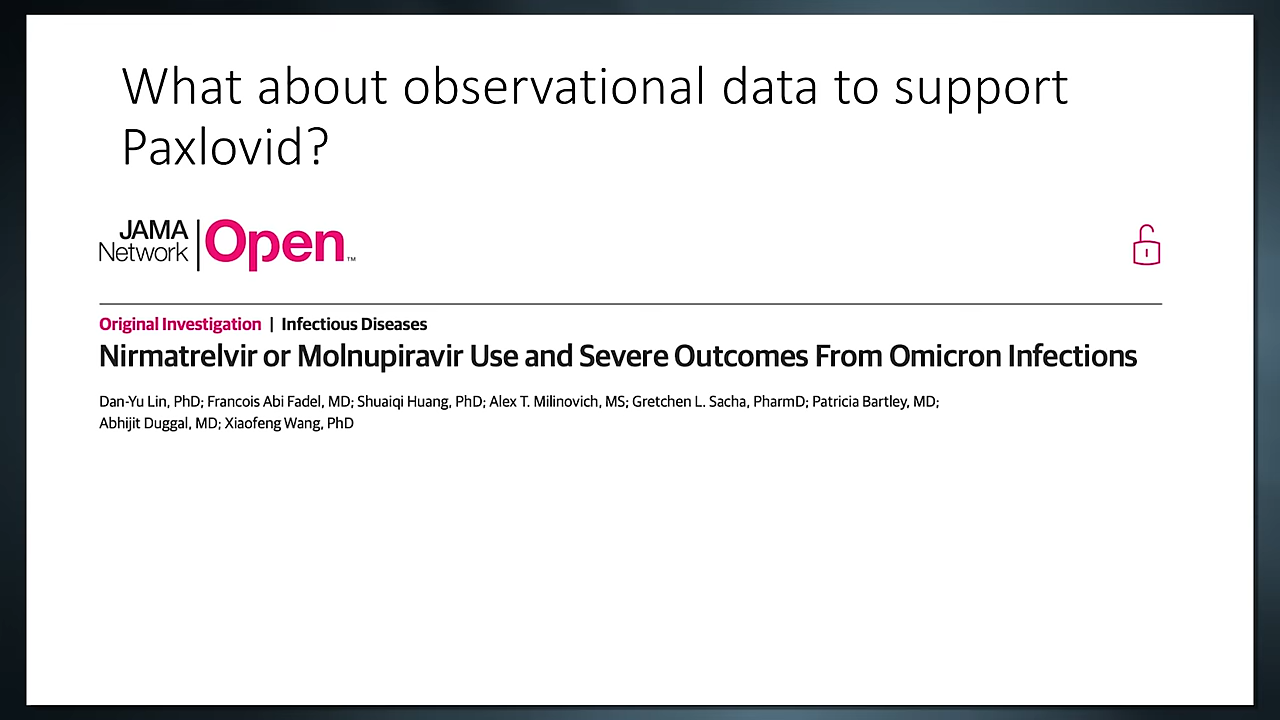 What about observational data to support
Paxlovid?
JAMA
Network
Open™
Original Investigation | Infectious Diseases
Nirmatrelvir or Molnupiravir Use and Severe Outcomes From Omicron Infections
Dan-Yu Lin, PhD; Francois Abi Fadel, MD; Shuaiqi Huang, PhD; Alex T. Milinovich, MS; Gretchen L. Sacha, PharmD; Patricia Bartley, MD;
Abhijit Duggal, MD; Xiaofeng Wang, PhD